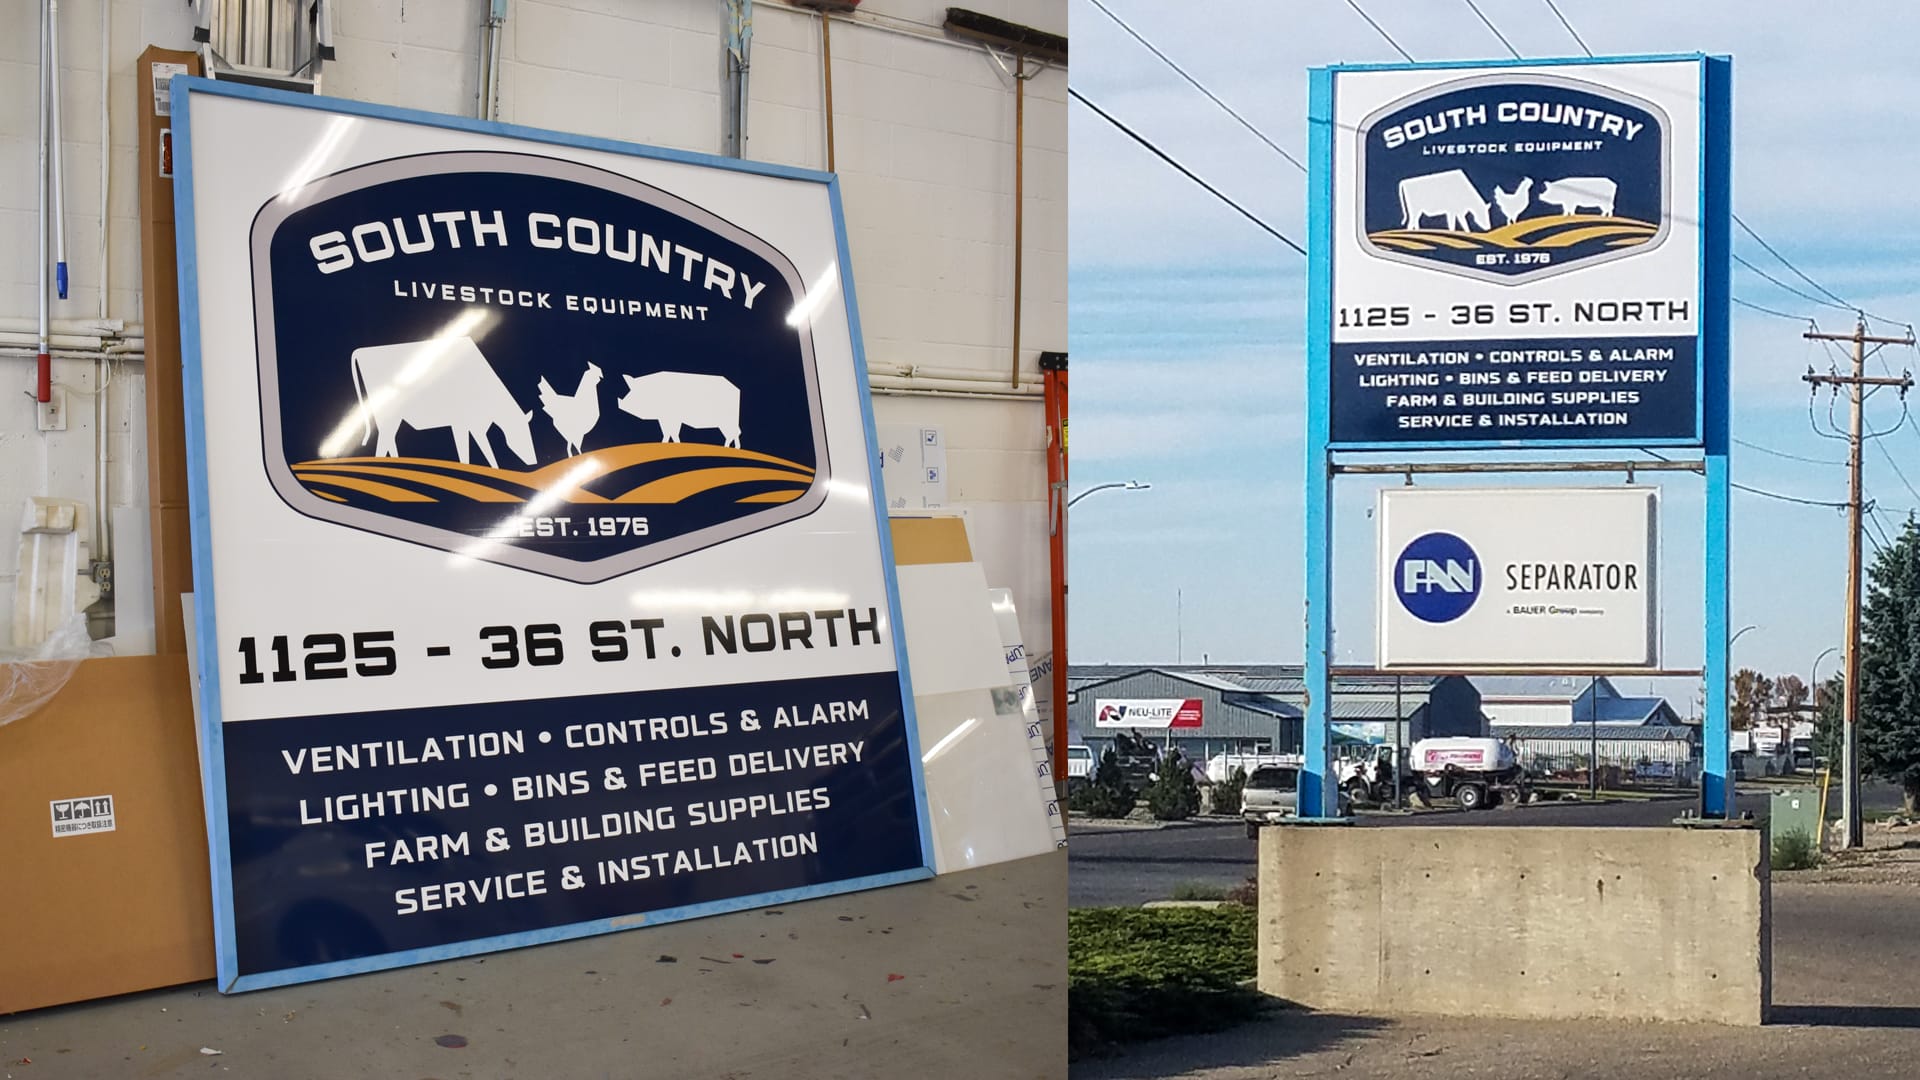 SOUTH COUNTRY
LIVESTOCK EQUIPMENT
EST. 1976
1125 - 36 ST. NORTH
VENTILATION • CONTROLS & ALARM
LIGHTING • BINS & FEED DELIVERY
FARM & BUILDING SUPPLIES
SERVICE & INSTALLATION
SOUTH COUNTRY
LIVESTOCK EQUIPMENT
EST. 1976
1125 - 36 ST. NORTH
VENTILATION • CONTROLS & ALARM
LIGHTING • BINS & FEED DELIVERY
FARM & BUILDING SUPPLIES
SERVICE & INSTALLATION
FAN SEPARATOR
a BAUER Group company
NEU-LITE